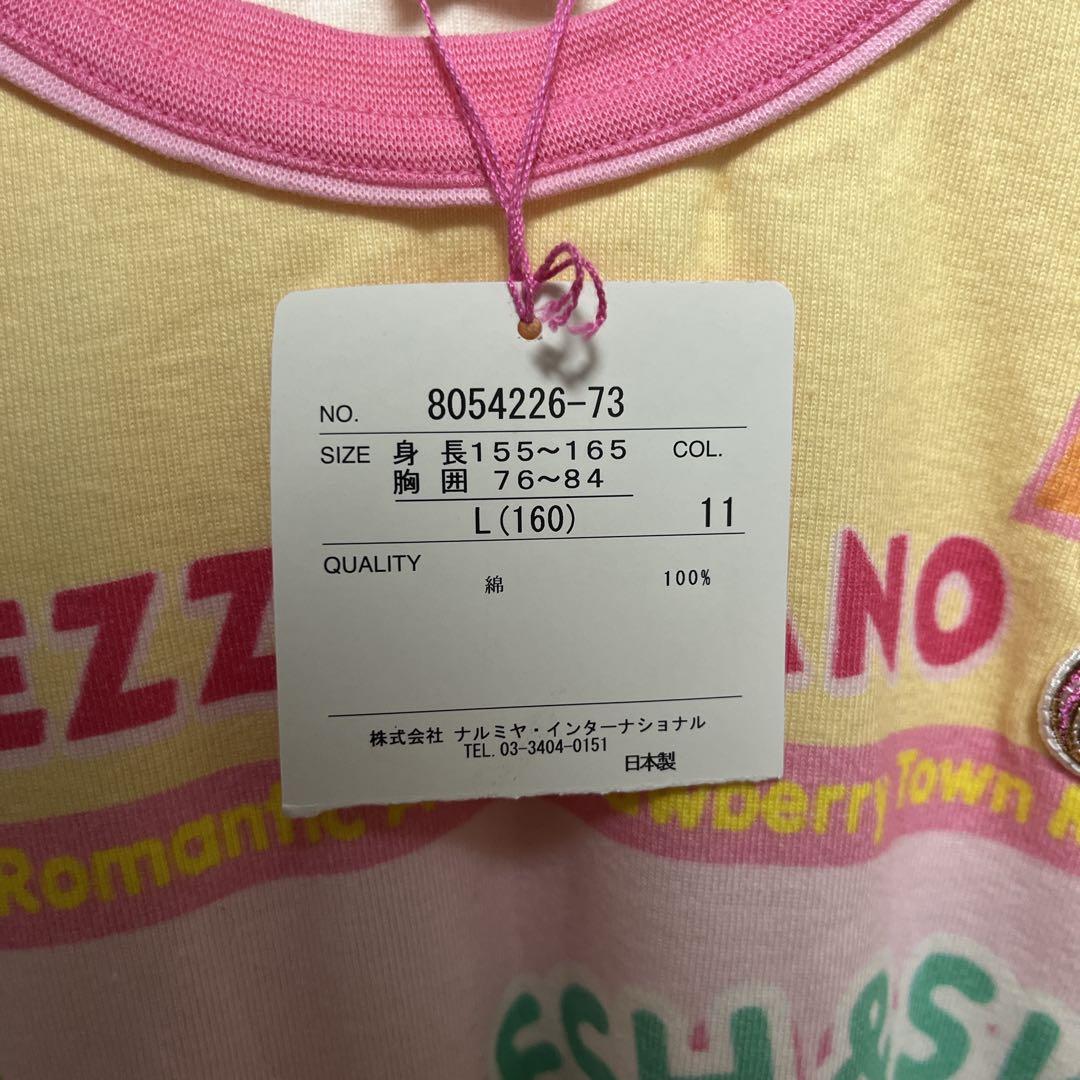 NO. 8054226-73
SIZE 身 長155～165 COL.
胸 囲 76～84
L(160) 11
QUALITY
綿 100%
株式会社 ナルミヤ・インターナショナル
TEL.03-3404-0151
日本製
EZZ ANO
Romantic wberry Town
ESH &